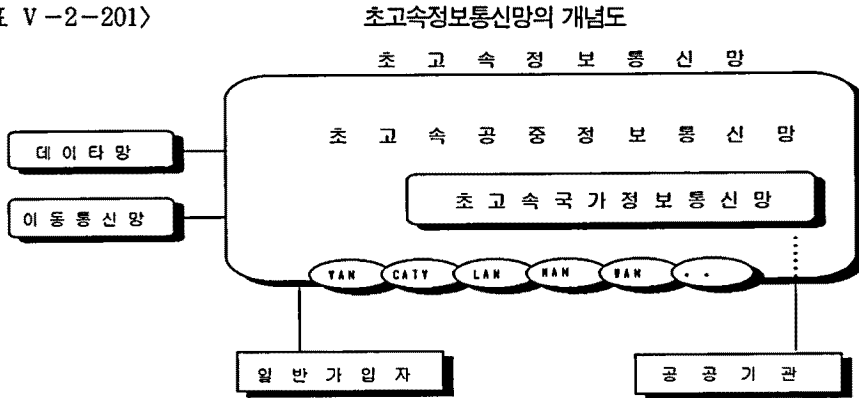 표 Ⅴ-2-201〉 초고속정보통신망의 개념도
초고속정보통신망
초고속공중정보통신망
데이타망
초고속국가정보통신망
이동통신망
VAN CATV LAN MAN WAN ..
일반가입자 공공기관